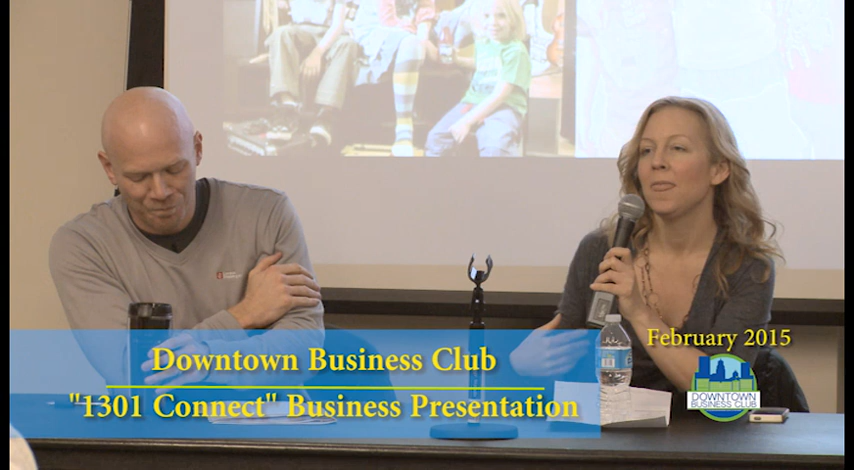 Downtown Business Club
"1301 Connect" Business Presentation
February 2015
DOWNTOWN
BUSINESS CLUB